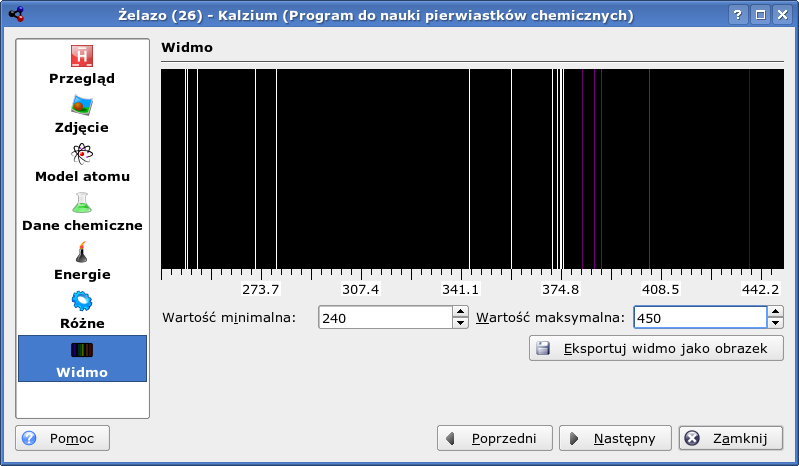 Żelazo (26) - Kalzium (Program do nauki pierwiastków chemicznych)
Przegląd
Zdjęcie
Model atomu
Dane chemiczne
Energie
Różne
Widmo
Widmo
273.7 307.4 341.1 374.8 408.5 442.2
Wartość minimalna: 240 Wartość maksymalna: 450
Eksportuj widmo jako obrazek
Pomoc Poprzedni Następny Zamknij